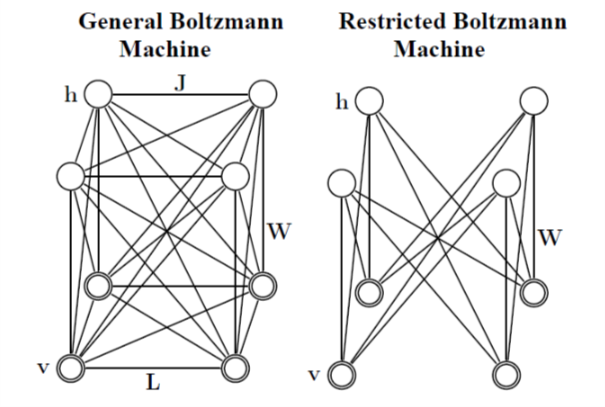 General Boltzmann
Machine
h
J
W
v
L
Restricted Boltzmann
Machine
h
W
v